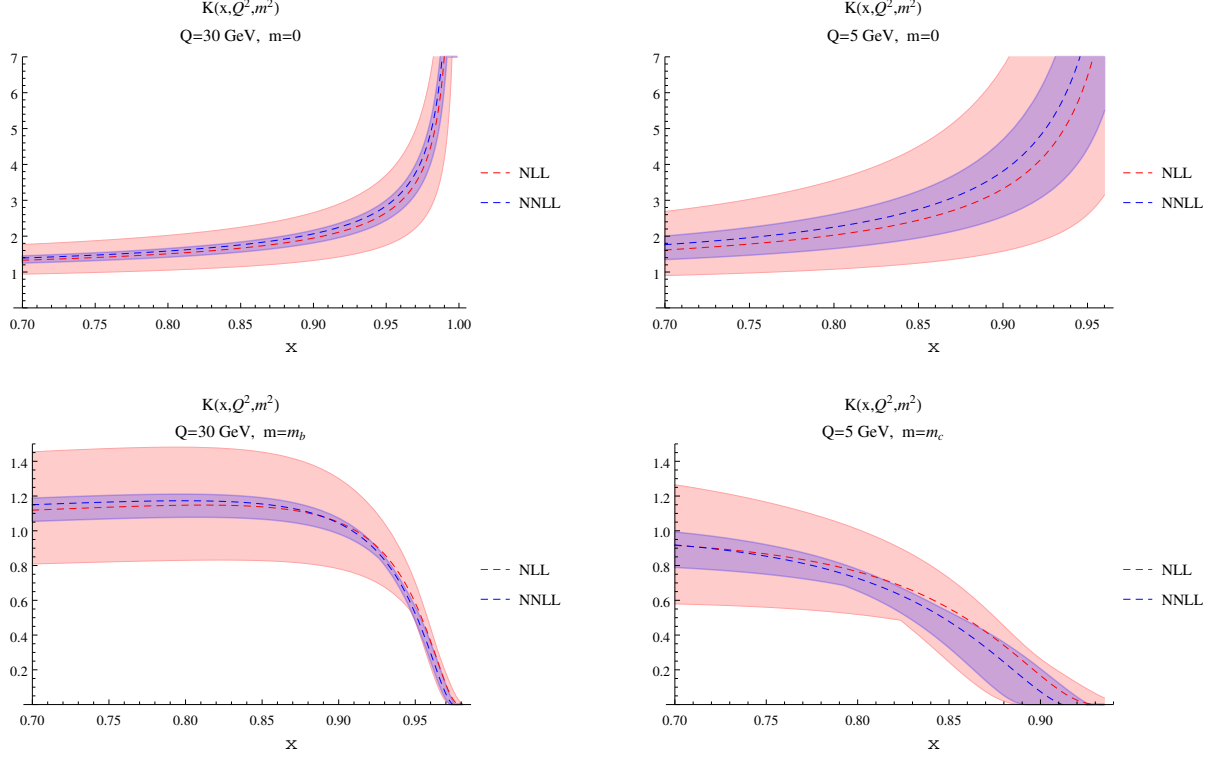 K(x,Q²,m²)
Q=30 GeV, m=0
7
6
5
4
3
2
1
0.70 0.75 0.80 0.85 0.90 0.95 1.00
x
NLL
NNLL
K(x,Q²,m²)
Q=5 GeV, m=0
7
6
5
4
3
2
1
0.70 0.75 0.80 0.85 0.90 0.95
x
NLL
NNLL
K(x,Q²,m²)
Q=30 GeV, m=m_b
1.4
1.2
1.0
0.8
0.6
0.4
0.2
0.70 0.75 0.80 0.85 0.90 0.95
x
NLL
NNLL
K(x,Q²,m²)
Q=5 GeV, m=m_c
1.4
1.2
1.0
0.8
0.6
0.4
0.2
0.70 0.75 0.80 0.85 0.90
x
NLL
NNLL